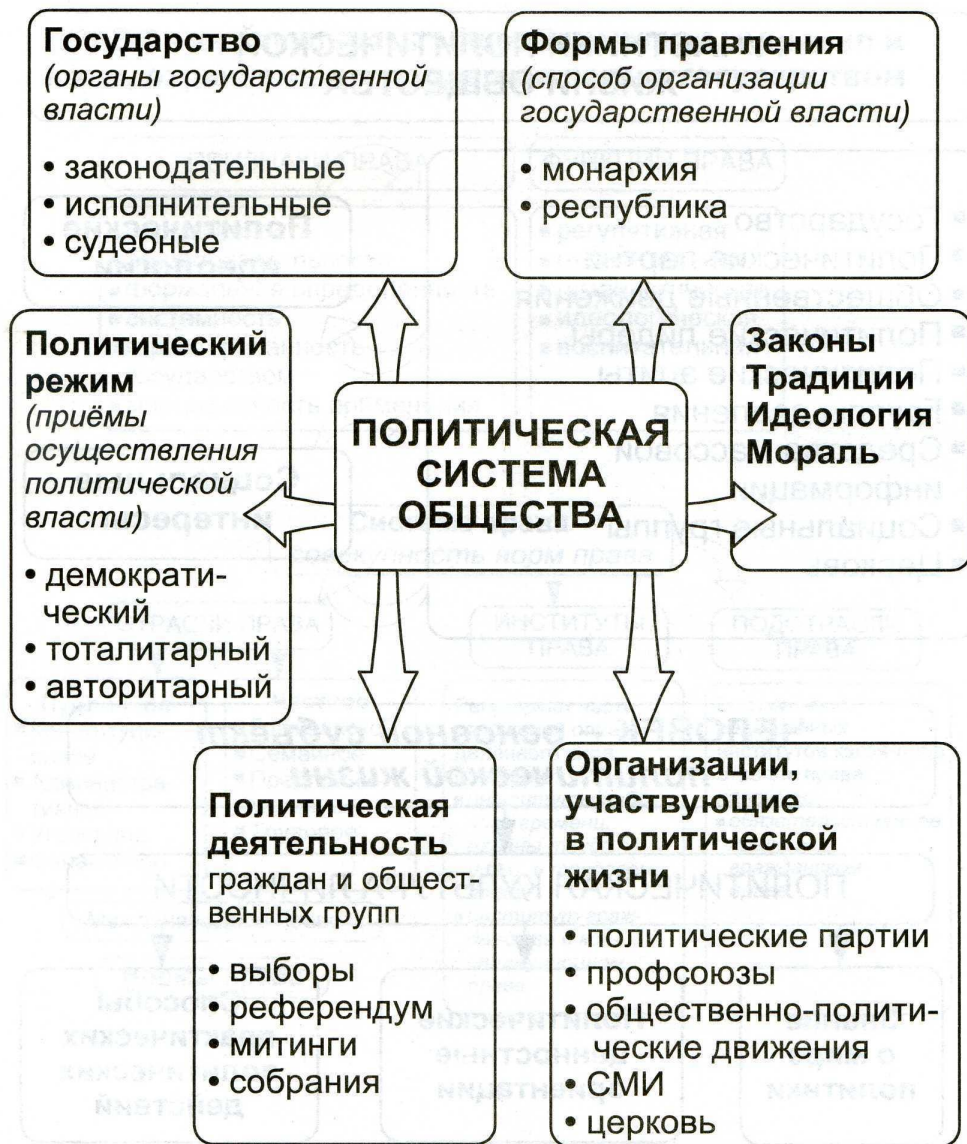 Государство
(органы государственной
власти)
• законодательные
• исполнительные
• судебные
Формы правления
(способ организации
государственной власти)
• монархия
• республика
Политический
режим
(приёмы
осуществления
политической
власти)
• демократи-
ческий
• тоталитарный
• авторитарный
ПОЛИТИЧЕСКАЯ
СИСТЕМА
ОБЩЕСТВА
Законы
Традиции
Идеология
Мораль
Политическая
деятельность
граждан и общест-
венных групп
• выборы
• референдум
• митинги
• собрания
Организации,
участвующие
в политической
жизни
• политические партии
• профсоюзы
• общественно-полити-
ческие движения
• СМИ
• церковь